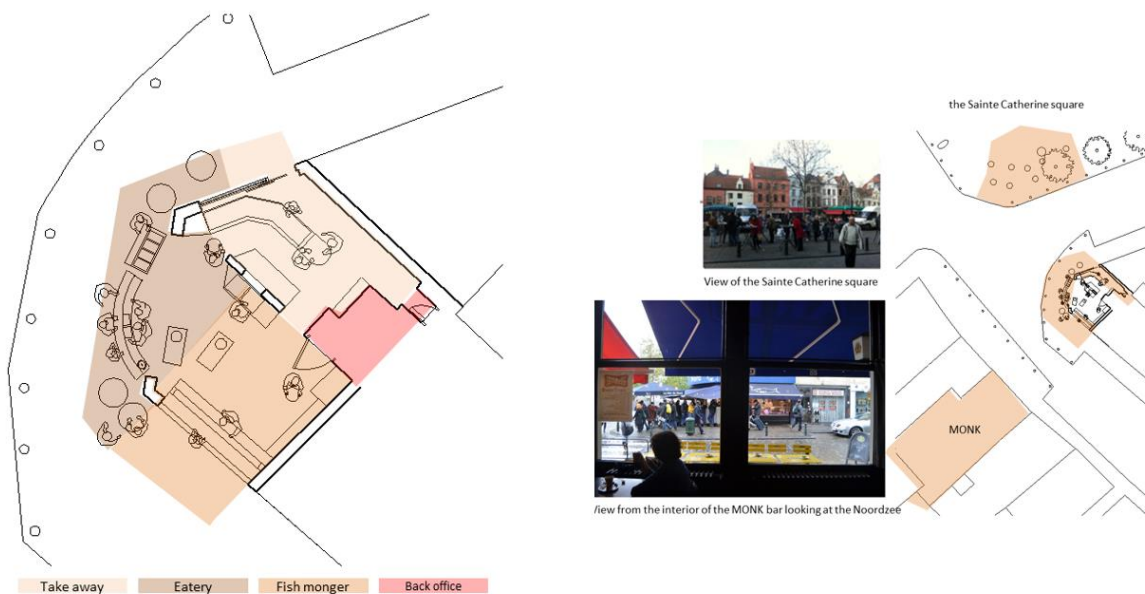 the Sainte Catherine square
View of the Sainte Catherine square
MONK
View from the interior of the MONK bar looking at the Noordzee
Take away
Eatery
Fish monger
Back office